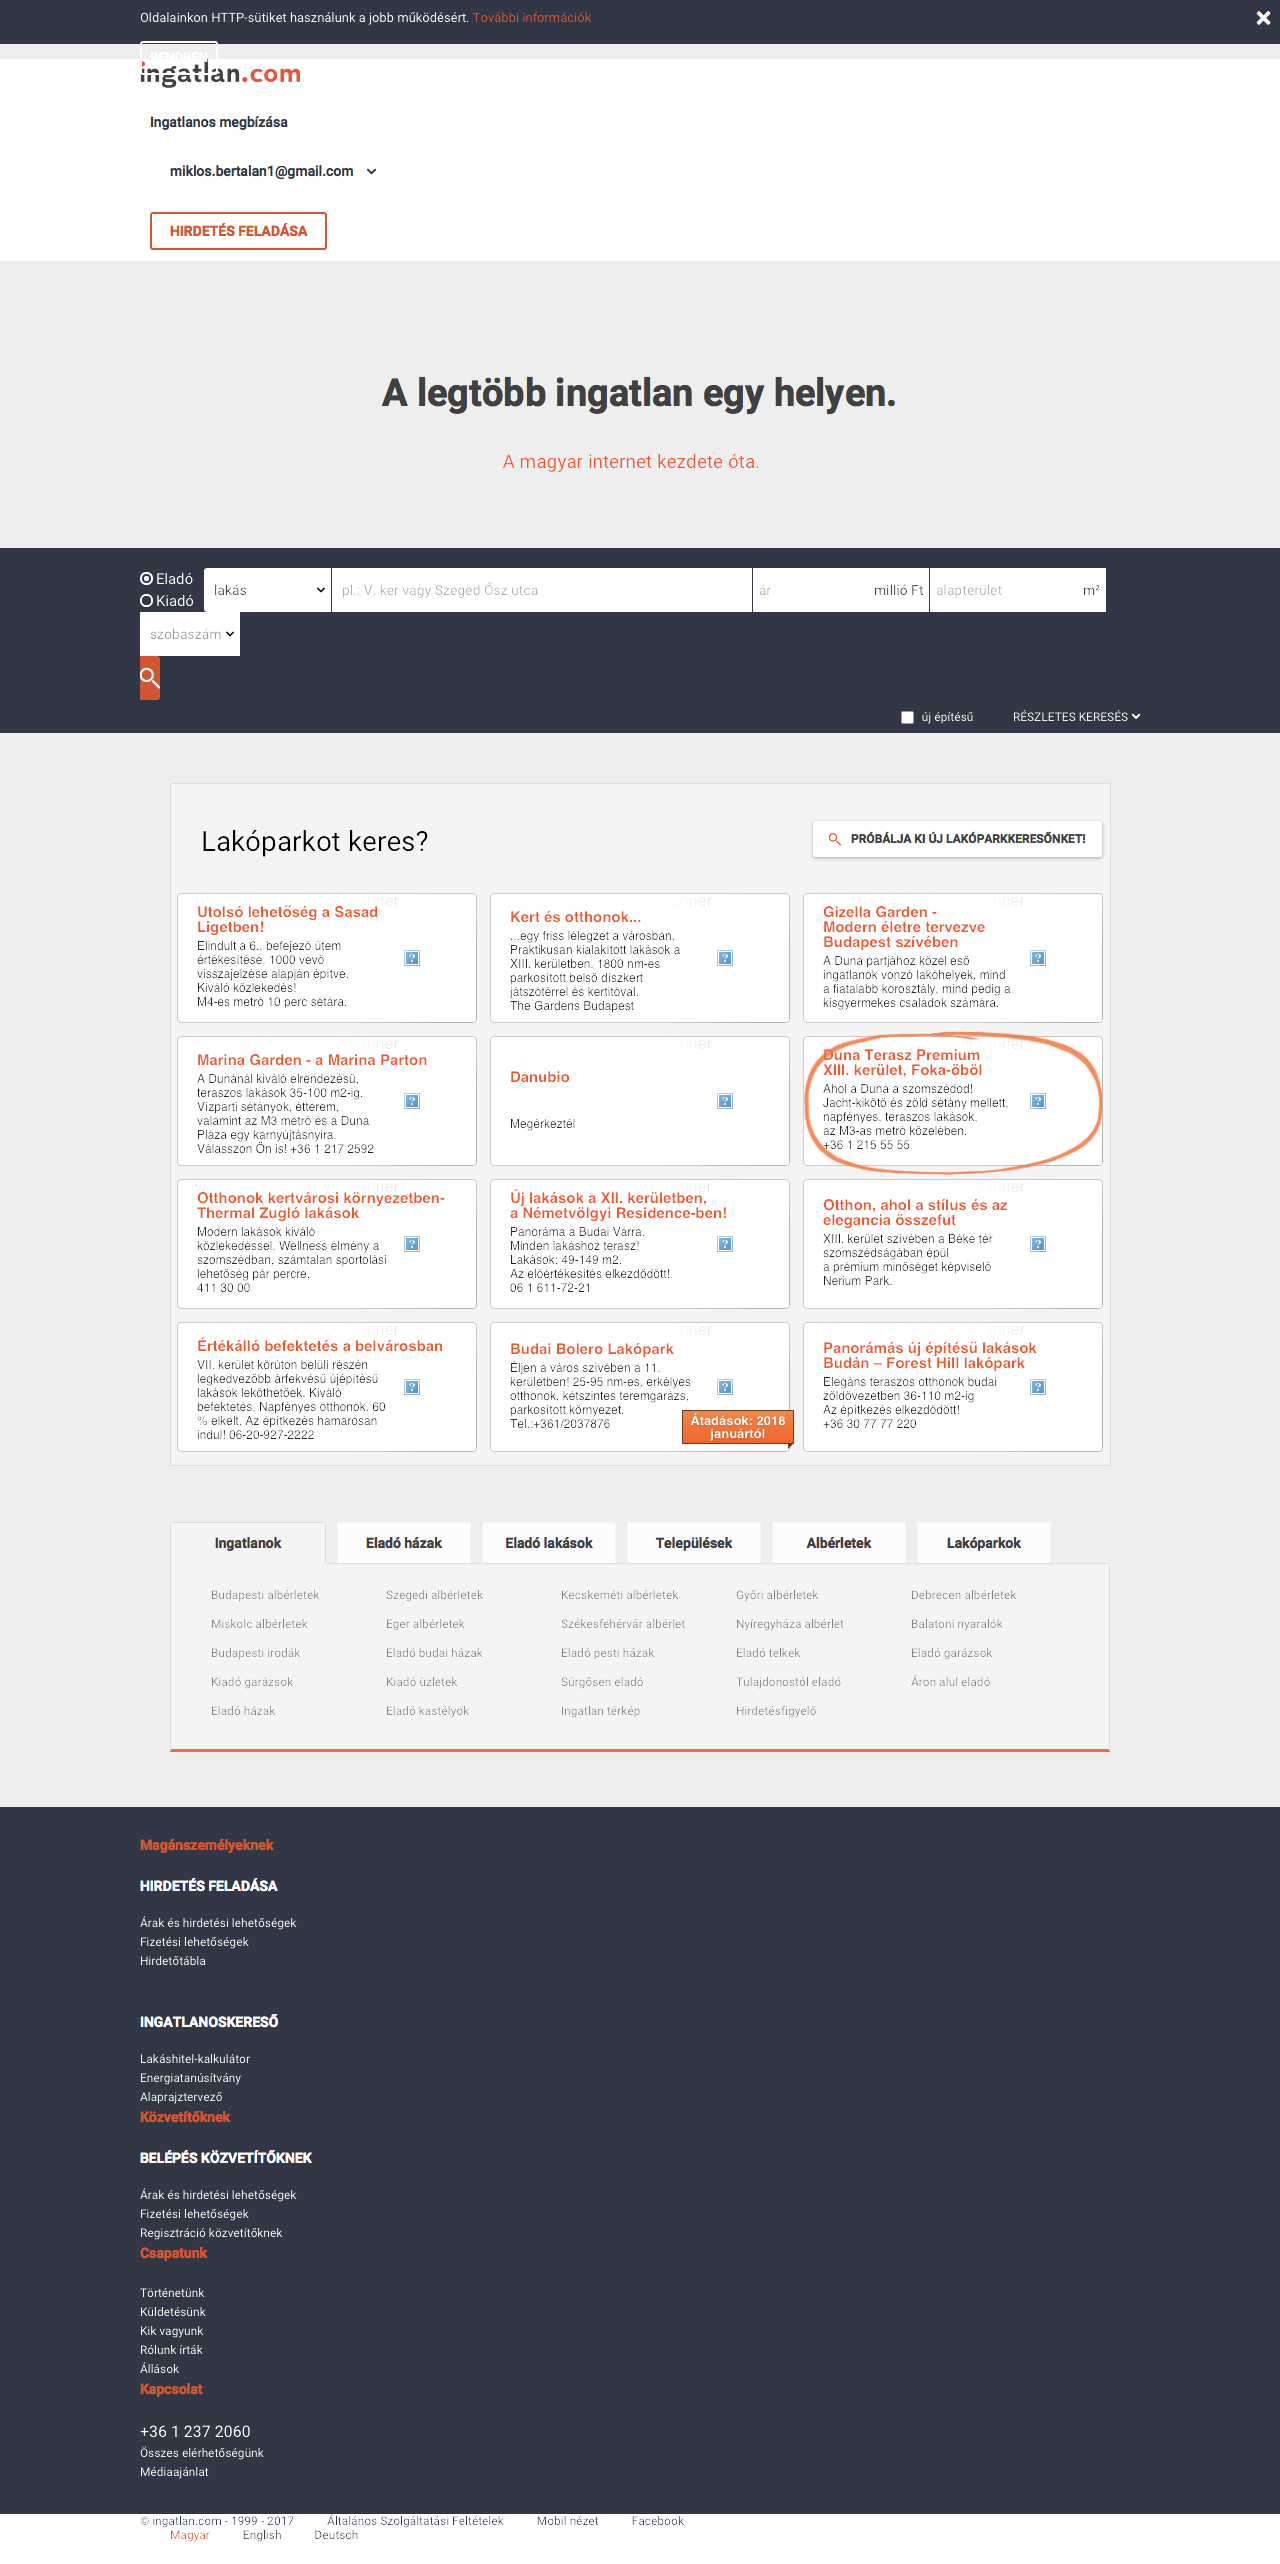 Oldalainkon HTTP-sütiket használunk a jobb működésért. További információk
RENDBEN
ingatlan.com
Ingatlanos megbízása
miklos.bertalan1@gmail.com
HIRDETÉS FELADÁSA
A legtöbb ingatlan egy helyen.
A magyar internet kezdete óta.
Eladó
Kiadó
lakás
pl.: V. ker vagy Szeged Ősz utca
ár millió Ft
alapterület m²
szobaszám
új építésű RÉSZLETES KERESÉS
Lakóparkot keres?
PRÓBÁLJA KI ÚJ LAKÓPARKKERESŐNKET!
Utolsó lehetőség a Sasad
Ligetben!
Elindult a 6., befejező ütem
értékesítése. 1000 vevő
visszajelzése alapján építve.
Kiváló közlekedés!
M4-es metró 10 perc sétára.
Kert és otthonok...
...egy friss lélegzet a városban.
Praktikusan kialakított lakások a
XIII. kerületben. 1800 nm-es
parkosított belső díszkert
játszótérrel és kerti​tóval.
The Gardens Budapest
Gizella Garden -
Modern életre tervezve
Budapest szívében
A Duna partjához közel eső
ingatlanok vonzó lakóhelyek, mind
a fiatalabb korosztály, mind pedig a
kisgyermekes családok számára.
Marina Garden - a Marina Parton
A Dunánál kiváló elrendezésű,
teraszos lakások 35-100 m2-ig.
Vízparti sétányok, étterem,
valamint az M3 metró és a Duna
Pláza egy karnyújtásnyira.
Válasszon Ön is! +36 1 217 2592
Danubio
Megérkeztél
Duna Terasz Premium
XIII. kerület, Foka-öböl
Ahol a Duna a szomszédod!
Jacht-kikötő és zöld sétány mellett,
napfényes, teraszos lakások,
az M3-as metró közelében.
+36 1 215 55 55
Otthonok kertvárosi környezetben-
Thermal Zugló lakások
Modern lakások kiváló
közlekedéssel. Wellness élmény a
szomszédban, számtalan sportolási
lehetőség pár percre.
411 30 00
Új lakások a XII. kerületben,
a Németvölgyi Residence-ben!
Panoráma a Budai Várra.
Minden lakáshoz terasz!
Lakások: 49-149 m2.
Az előértékesítés elkezdődött!
06 1 611-72-21
Otthon, ahol a stílus és az
elegancia összefut
XIII. kerület szívében a Béke tér
szomszédságában épül
a prémium minőséget képviselő
Nerium Park.
Értékálló befektetés a belvárosban
VII. kerület körúton belüli részén
legkedvezőbb árfekvésű újépítésű
lakások leköthetőek. Kiváló
befektetés, Napfényes otthonok. 60
% elkelt, Az építkezés hamarosan
indul! 06-20-927-2222
Budai Bolero Lakópark
Éljen a város szívében a 11.
kerületben! 25-95 nm-es, erkélyes
otthonok, kétszintes teremgarázs,
parkosított környezet.
Tel.:+361/2037876
Átadások: 2018
januártól
Panorámás új építésű lakások
Budán – Forest Hill lakópark
Elegáns teraszos otthonok budai
zöldövezetben 36-110 m2-ig
Az építkezés elkezdődött!
+36 30 77 77 220
Ingatlanok Eladó házak Eladó lakások Települések Albérletek Lakóparkok
Budapesti albérletek Szegedi albérletek Kecskeméti albérletek Győri albérletek Debrecen albérletek
Miskolc albérletek Eger albérletek Székesfehérvár albérlet Nyíregyháza albérlet Balatoni nyaralók
Budapesti irodák Eladó budai házak Eladó pesti házak Eladó telkek Eladó garázsok
Kiadó garázsok Kiadó üzletek Sürgősen eladó Tulajdonostól eladó Áron alul eladó
Eladó házak Eladó kastélyok Ingatlan térkép Hirdetésfigyelő
Magánszemélyeknek
HIRDETÉS FELADÁSA
Árak és hirdetési lehetőségek
Fizetési lehetőségek
Hirdetőtábla
INGATLANOSKERESŐ
Lakáshitel-kalkulátor
Energiatanúsítvány
Alaprajztervező
Közvetítőknek
BELÉPÉS KÖZVETÍTŐKNEK
Árak és hirdetési lehetőségek
Fizetési lehetőségek
Regisztráció közvetítőknek
Csapatunk
Történetünk
Küldetésünk
Kik vagyunk
Rólunk írták
Állások
Kapcsolat
+36 1 237 2060
Összes elérhetőségünk
Médiaajánlat
© ingatlan.com - 1999 - 2017 Általános Szolgáltatási Feltételek Mobil nézet Facebook
Magyar English Deutsch